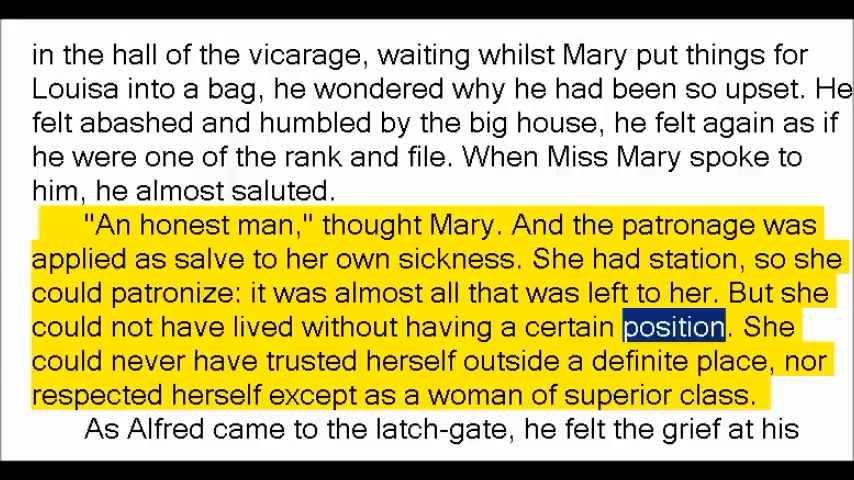 in the hall of the vicarage, waiting whilst Mary put things for
Louisa into a bag, he wondered why he had been so upset. He
felt abashed and humbled by the big house, he felt again as if
he were one of the rank and file. When Miss Mary spoke to
him, he almost saluted.
"An honest man," thought Mary. And the patronage was
applied as salve to her own sickness. She had station, so she
could patronize: it was almost all that was left to her. But she
could not have lived without having a certain position. She
could never have trusted herself outside a definite place, nor
respected herself except as a woman of superior class.
As Alfred came to the latch-gate, he felt the grief at his